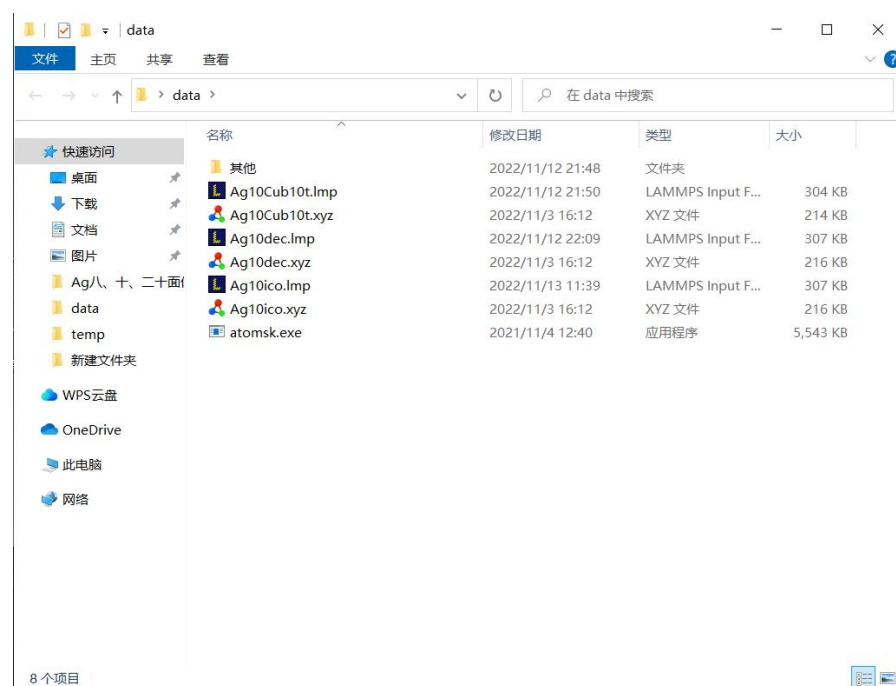 data
文件 主页 共享 查看
data
在 data 中搜索
名称 修改日期 类型 大小
快速访问
桌面
下载
文档
图片
Ag八、十、二十面
data
temp
新建文件夹
WPS云盘
OneDrive
此电脑
网络
其他 2022/11/12 21:48 文件夹
Ag10Cub10t.lmp 2022/11/12 21:50 LAMMPS Input F... 304 KB
Ag10Cub10t.xyz 2022/11/3 16:12 XYZ 文件 214 KB
Ag10dec.lmp 2022/11/12 22:09 LAMMPS Input F... 307 KB
Ag10dec.xyz 2022/11/3 16:12 XYZ 文件 216 KB
Ag10ico.lmp 2022/11/13 11:39 LAMMPS Input F... 307 KB
Ag10ico.xyz 2022/11/3 16:12 XYZ 文件 216 KB
atomsk.exe 2021/11/4 12:40 应用程序 5,543 KB
8 个项目